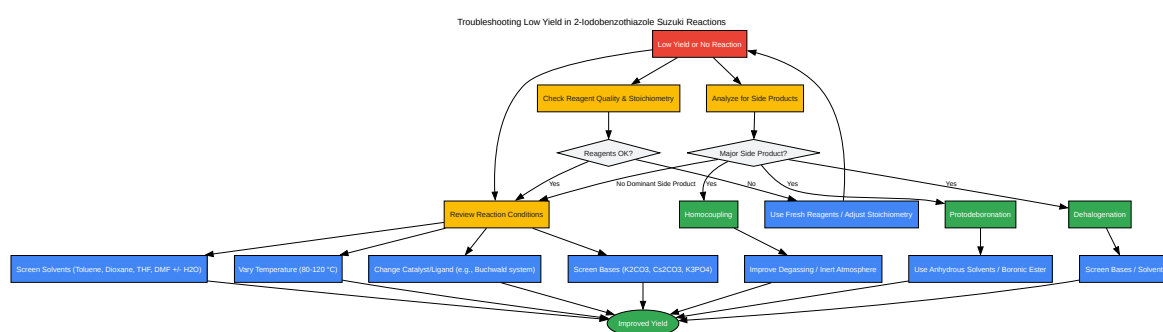 Troubleshooting Low Yield in 2-Iodobenzothiazole Suzuki Reactions
Low Yield or No Reaction
Check Reagent Quality & Stoichiometry
Analyze for Side Products
Reagents OK?
Major Side Product?
Yes
No Dominant Side Product
Yes
No
Yes
Yes
Review Reaction Conditions
Homocoupling
Use Fresh Reagents / Adjust Stoichiometry
Protodeboronation
Dehalogenation
Screen Solvents (Toluene, Dioxane, THF, DMF +/- H2O)
Vary Temperature (80-120 °C)
Change Catalyst/Ligand (e.g., Buchwald system)
Screen Bases (K2CO3, Cs2CO3, K3PO4)
Improve Degassing / Inert Atmosphere
Use Anhydrous Solvents / Boronic Ester
Screen Bases / Solvent
Improved Yield